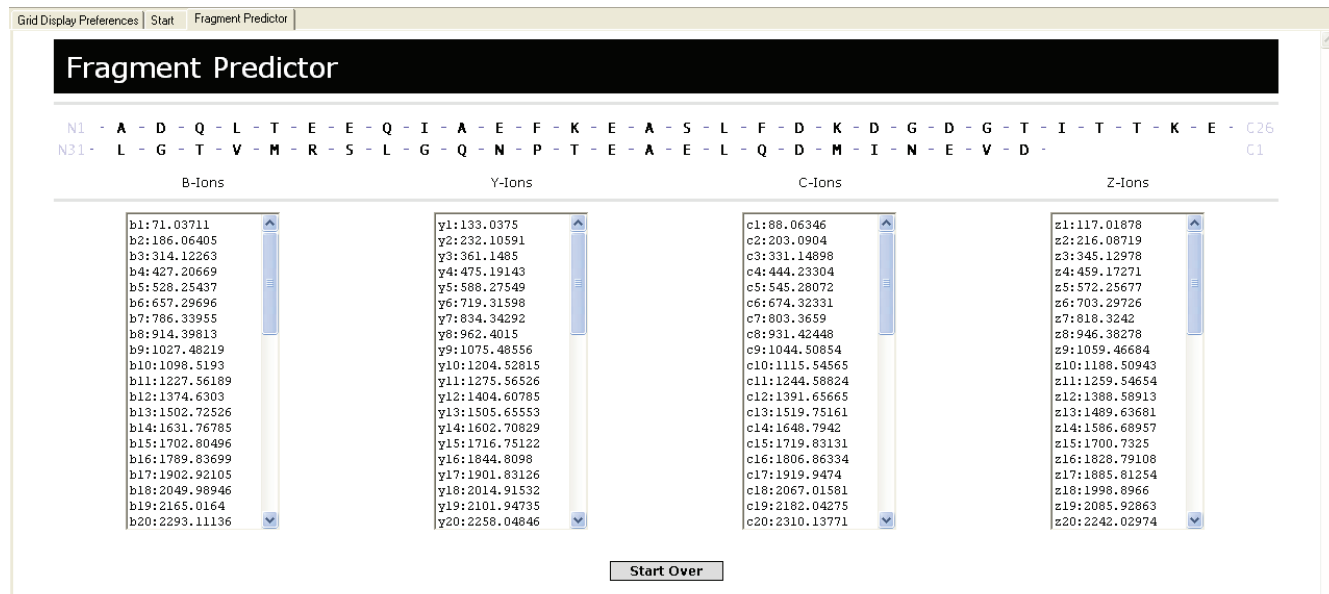 Grid Display Preferences Start Fragment Predictor
Fragment Predictor
N1 - A - D - Q - L - T - E - E - Q - I - A - E - F - K - E - A - S - L - F - D - K - D - G - D - G - T - I - T - T - K - E - C26
N31- L - G - T - V - M - R - S - L - G - Q - N - P - T - E - A - E - L - Q - D - M - I - N - E - V - D - C1
B-Ions Y-Ions C-Ions Z-Ions
b1:71.03711 y1:133.0375 c1:88.06346 z1:117.01878
b2:186.06405 y2:232.10591 c2:203.0904 z2:216.08719
b3:314.12263 y3:361.1485 c3:331.14898 z3:345.12978
b4:427.20669 y4:475.19143 c4:444.23304 z4:459.17271
b5:528.25437 y5:588.27549 c5:545.28072 z5:572.25677
b6:657.29696 y6:719.31598 c6:674.32331 z6:703.29726
b7:786.33955 y7:834.34292 c7:803.3659 z7:818.3242
b8:914.39813 y8:962.4015 c8:931.42448 z8:946.38278
b9:1027.48219 y9:1075.48556 c9:1044.50854 z9:1059.46684
b10:1098.5193 y10:1204.52815 c10:1115.54565 z10:1188.50943
b11:1227.56189 y11:1275.56526 c11:1244.58824 z11:1259.54654
b12:1374.6303 y12:1404.60785 c12:1391.65665 z12:1388.58913
b13:1502.72526 y13:1505.65553 c13:1519.75161 z13:1489.63681
b14:1631.76785 y14:1602.70829 c14:1648.7942 z14:1586.68957
b15:1702.80496 y15:1716.75122 c15:1719.83131 z15:1700.7325
b16:1789.83699 y16:1844.8098 c16:1806.86334 z16:1828.79108
b17:1902.92105 y17:1901.83126 c17:1919.9474 z17:1885.81254
b18:2049.98946 y18:2014.91532 c18:2067.01581 z18:1998.8966
b19:2165.0164 y19:2101.94735 c19:2182.04275 z19:2085.92863
b20:2293.11136 y20:2258.04846 c20:2310.13771 z20:2242.02974
Start Over